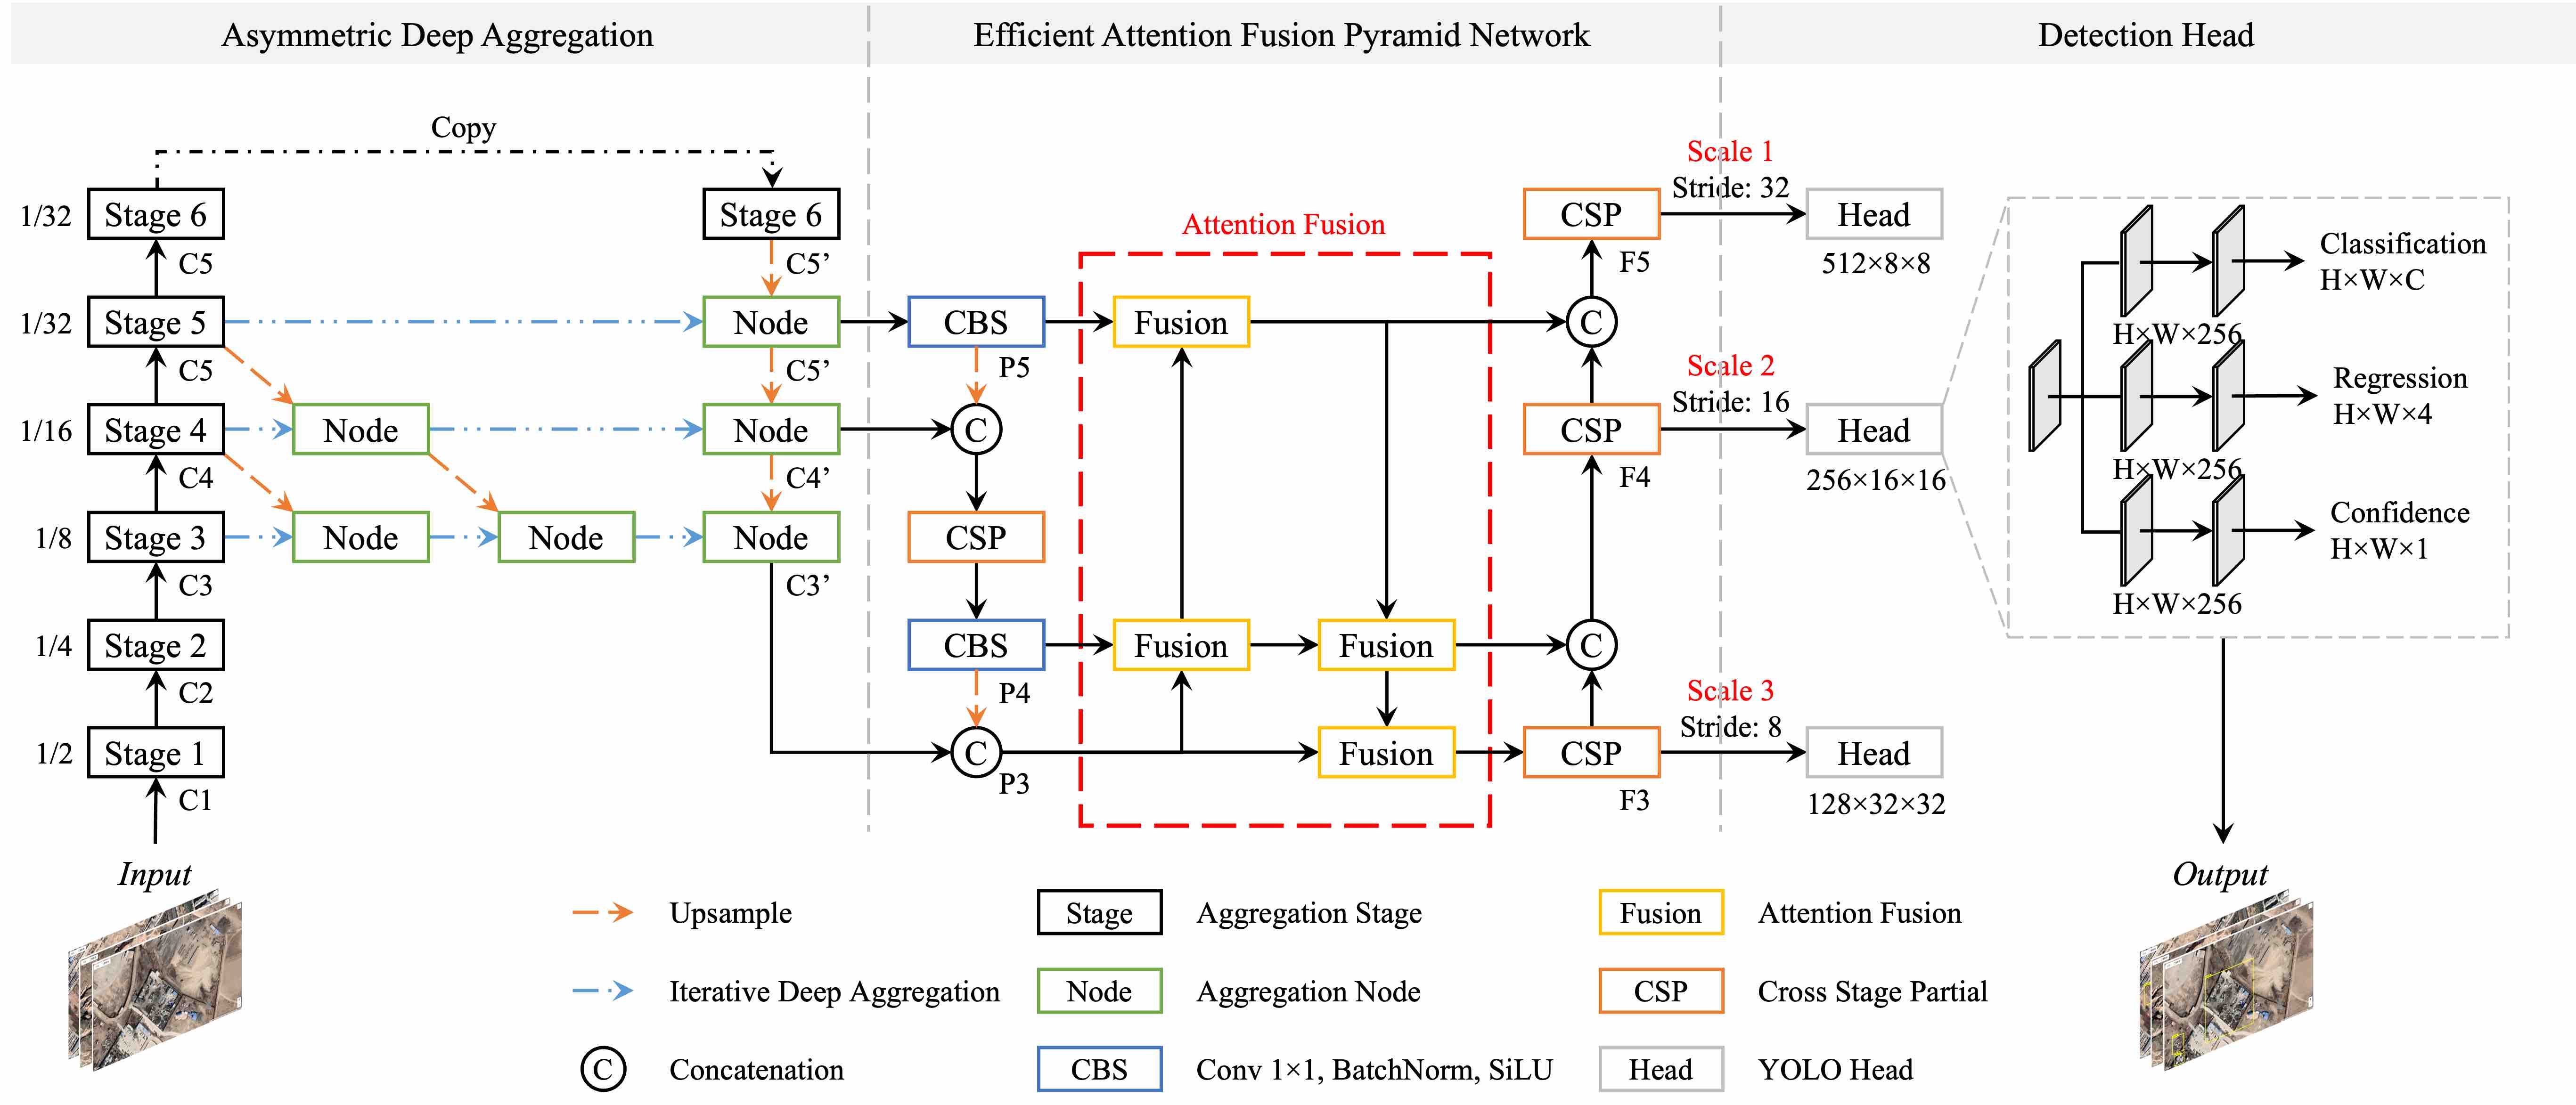 Asymmetric Deep Aggregation
Efficient Attention Fusion Pyramid Network
Detection Head
Copy
1/32
Stage 6
C5
1/32
Stage 5
C5
1/16
Stage 4
C4
1/8
Stage 3
C3
1/4
Stage 2
C2
1/2
Stage 1
C1
Input
Node
Node
Node
Stage 6
C5’
Node
C5’
Node
C4’
Node
C3’
CBS
P5
C
CSP
CBS
P4
C
P3
Attention Fusion
Fusion
Fusion
Fusion
Fusion
CSP
F5
C
CSP
F4
C
CSP
F3
Scale 1
Stride: 32
Head
512×8×8
Scale 2
Stride: 16
Head
256×16×16
Scale 3
Stride: 8
Head
128×32×32
Classification
H×W×C
H×W×256
Regression
H×W×4
H×W×256
Confidence
H×W×1
H×W×256
Output
Upsample
Stage
Aggregation Stage
Fusion
Attention Fusion
Iterative Deep Aggregation
Node
Aggregation Node
CSP
Cross Stage Partial
C
Concatenation
CBS
Conv 1×1, BatchNorm, SiLU
Head
YOLO Head